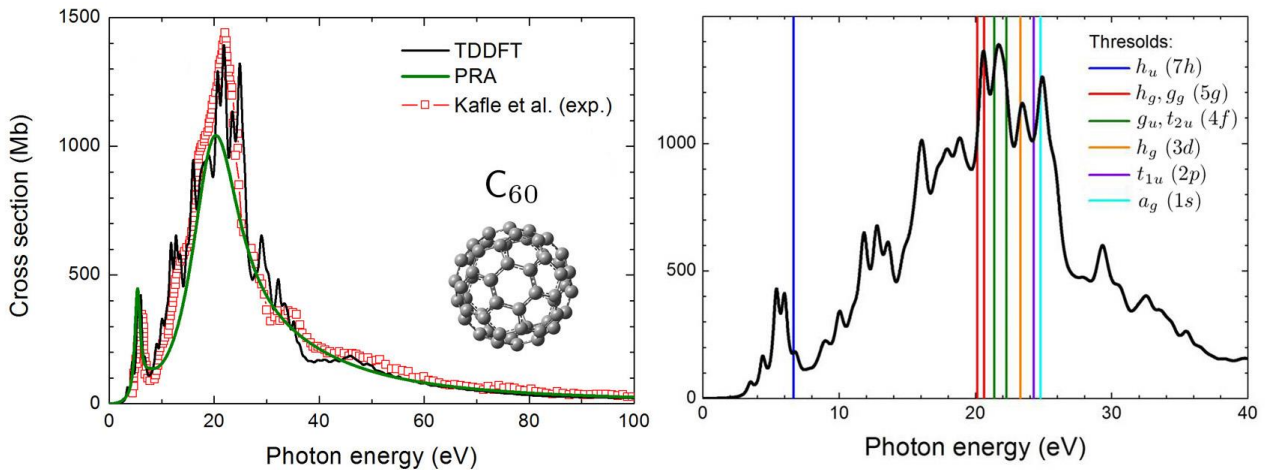 1500
1000
500
0
0 20 40 60 80 100
Cross section (Mb)
Photon energy (eV)
TDDFT
PRA
Kafle et al. (exp.)
C60
1000
500
0
0 10 20 30 40
Photon energy (eV)
Thresolds:
hu (7h)
hg, gg (5g)
gu, t2u (4f)
hg (3d)
t1u (2p)
ag (1s)